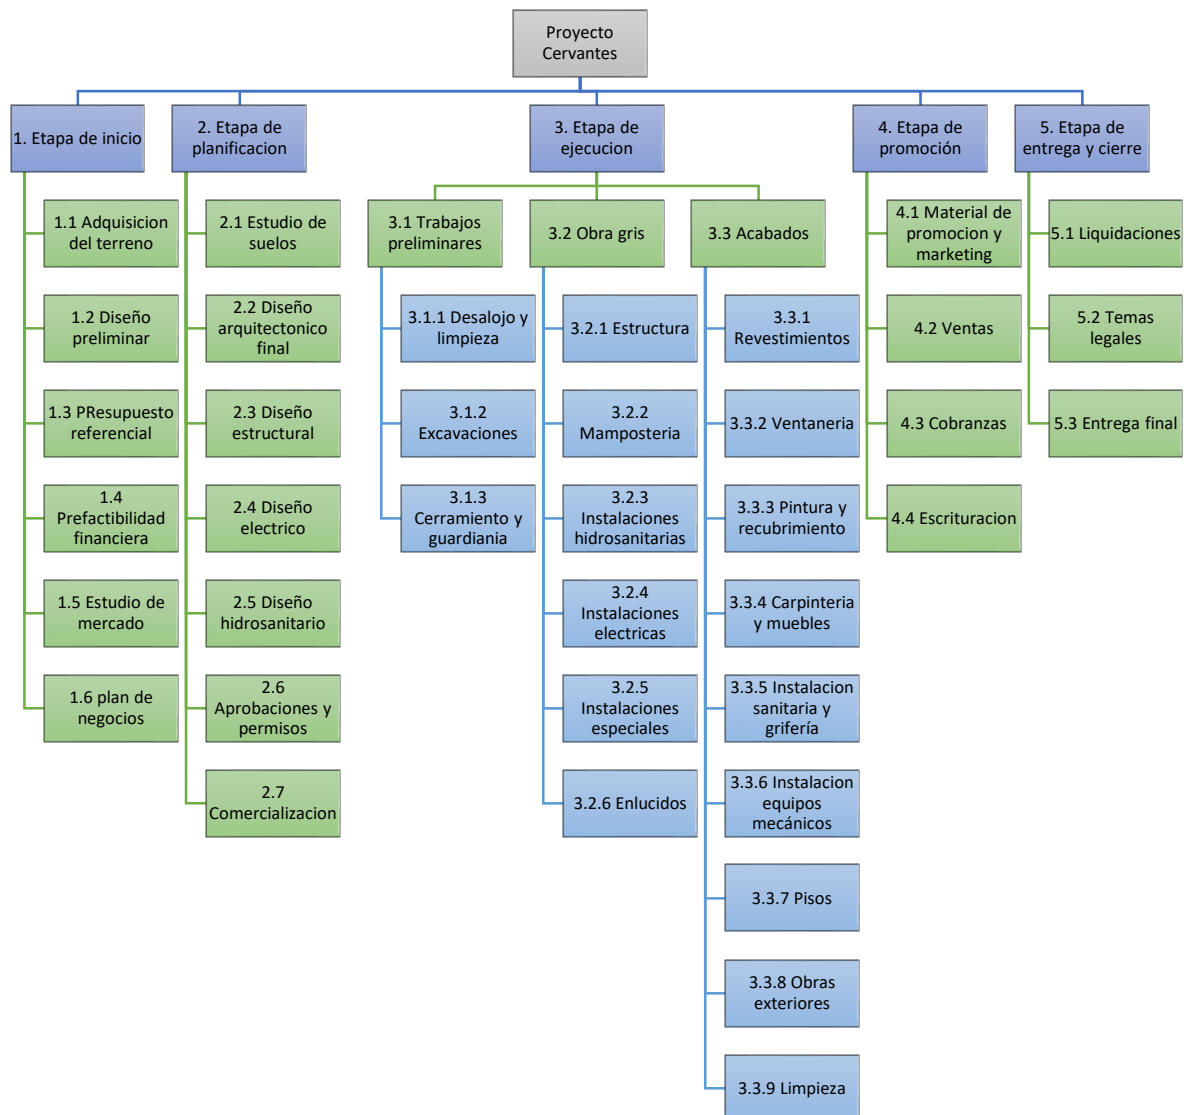 Proyecto
Cervantes
1. Etapa de inicio
2. Etapa de
planificacion
3. Etapa de
ejecucion
4. Etapa de
promoción
5. Etapa de
entrega y cierre
1.1 Adquisicion
del terreno
1.2 Diseño
preliminar
1.3 PResupuesto
referencial
1.4
Prefactibilidad
financiera
1.5 Estudio de
mercado
1.6 plan de
negocios
2.1 Estudio de
suelos
2.2 Diseño
arquitectonico
final
2.3 Diseño
estructural
2.4 Diseño
electrico
2.5 Diseño
hidrosanitario
2.6
Aprobaciones y
permisos
2.7
Comercializacion
3.1 Trabajos
preliminares
3.1.1 Desalojo y
limpieza
3.1.2
Excavaciones
3.1.3
Cerramiento y
guardiania
3.2 Obra gris
3.2.1 Estructura
3.2.2
Mamposteria
3.2.3
Instalaciones
hidrosanitarias
3.2.4
Instalaciones
electricas
3.2.5
Instalaciones
especiales
3.2.6 Enlucidos
3.3 Acabados
3.3.1
Revestimientos
3.3.2 Ventaneria
3.3.3 Pintura y
recubrimiento
3.3.4 Carpinteria
y muebles
3.3.5 Instalacion
sanitaria y
grifería
3.3.6 Instalacion
equipos
mecánicos
3.3.7 Pisos
3.3.8 Obras
exteriores
3.3.9 Limpieza
4.1 Material de
promocion y
marketing
4.2 Ventas
4.3 Cobranzas
4.4 Escrituracion
5.1 Liquidaciones
5.2 Temas
legales
5.3 Entrega final